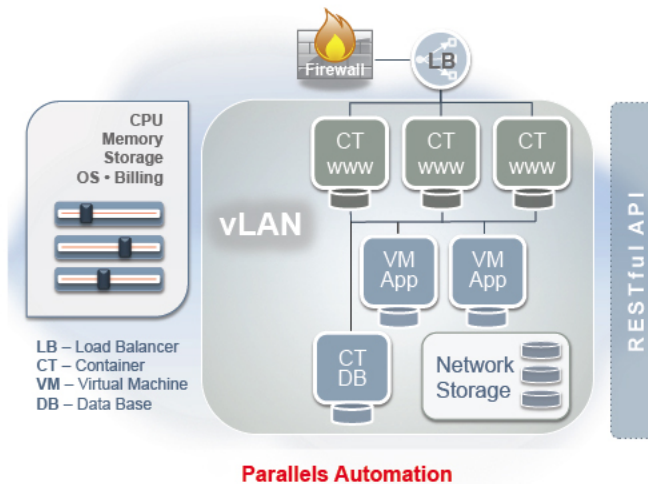 Firewall
LB
CPU
Memory
Storage
OS • Billing
CT
www
CT
www
CT
www
vLAN
VM
App
VM
App
CT
DB
Network
Storage
RESTful API
LB – Load Balancer
CT – Container
VM – Virtual Machine
DB – Data Base
Parallels Automation